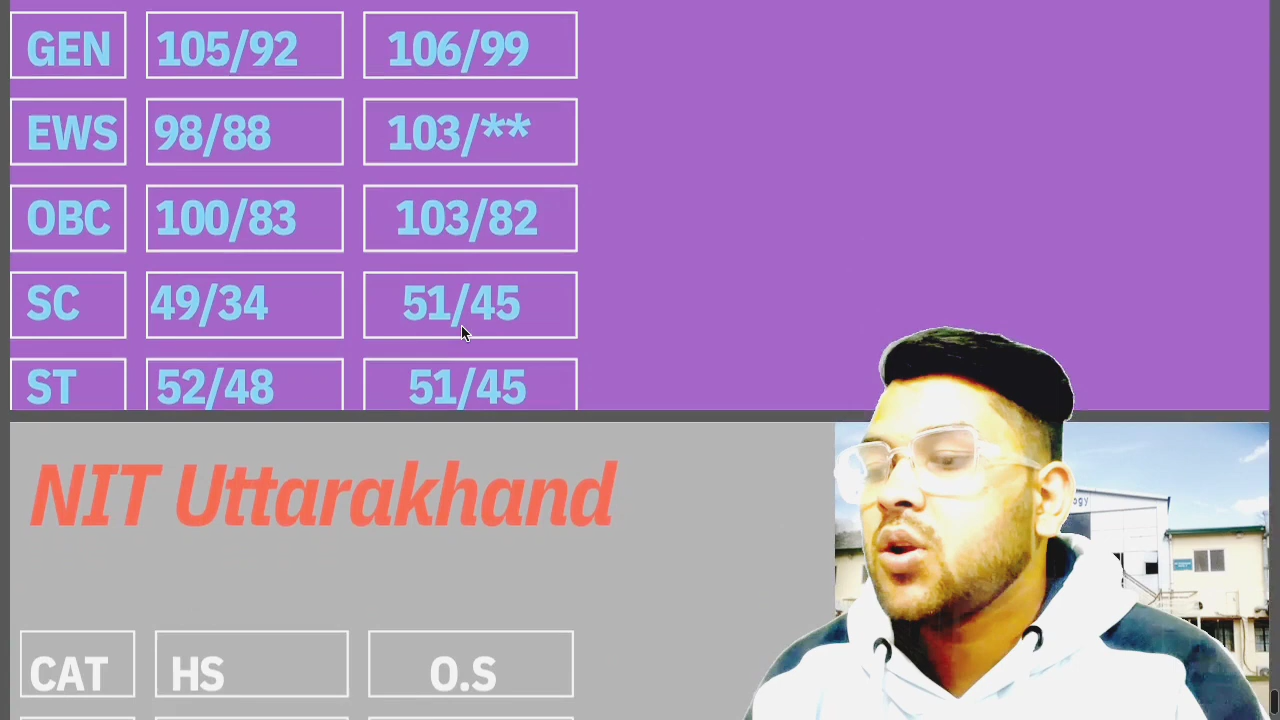 GEN 105/92 106/99
EWS 98/88 103/**
OBC 100/83 103/82
SC 49/34 51/45
ST 52/48 51/45
NIT Uttarakhand
CAT HS O.S